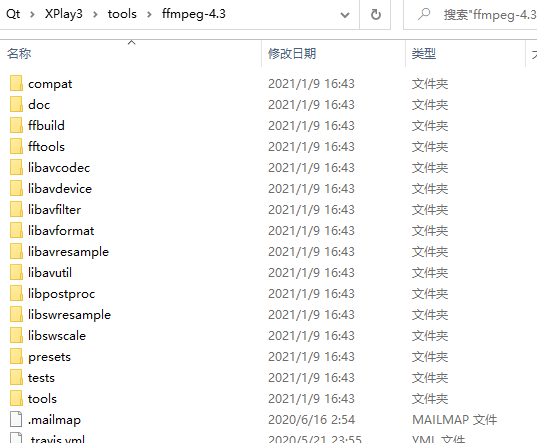 Qt › XPlay3 › tools › ffmpeg-4.3 搜索"ffmpeg-4.3
名称 修改日期 类型
compat 2021/1/9 16:43 文件夹
doc 2021/1/9 16:43 文件夹
ffbuild 2021/1/9 16:43 文件夹
fftools 2021/1/9 16:43 文件夹
libavcodec 2021/1/9 16:43 文件夹
libavdevice 2021/1/9 16:43 文件夹
libavfilter 2021/1/9 16:43 文件夹
libavformat 2021/1/9 16:43 文件夹
libavresample 2021/1/9 16:43 文件夹
libavutil 2021/1/9 16:43 文件夹
libpostproc 2021/1/9 16:43 文件夹
libswresample 2021/1/9 16:43 文件夹
libswscale 2021/1/9 16:43 文件夹
presets 2021/1/9 16:43 文件夹
tests 2021/1/9 16:43 文件夹
tools 2021/1/9 16:43 文件夹
.mailmap 2020/6/16 2:54 MAILMAP 文件
.travis.yml 2020/5/21 23:55 YML 文件